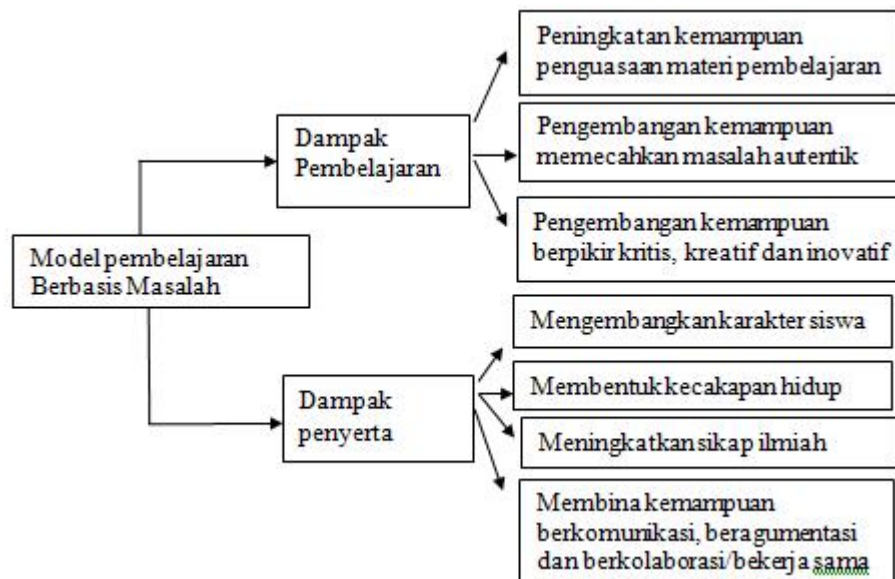 Model pembelajaran
Berbasis Masalah
Dampak
Pembelajaran
Peningkatan kemampuan
penguasaan materi pembelajaran
Pengembangan kemampuan
memecahkan masalah autentik
Pengembangan kemampuan
berpikir kritis, kreatif dan inovatif
Dampak
penyerta
Mengembangkan karakter siswa
Membentuk kecakapan hidup
Meningkatkan sikap ilmiah
Membina kemampuan
berkomunikasi, beragumentasi
dan berkolaborasi/bekerja sama